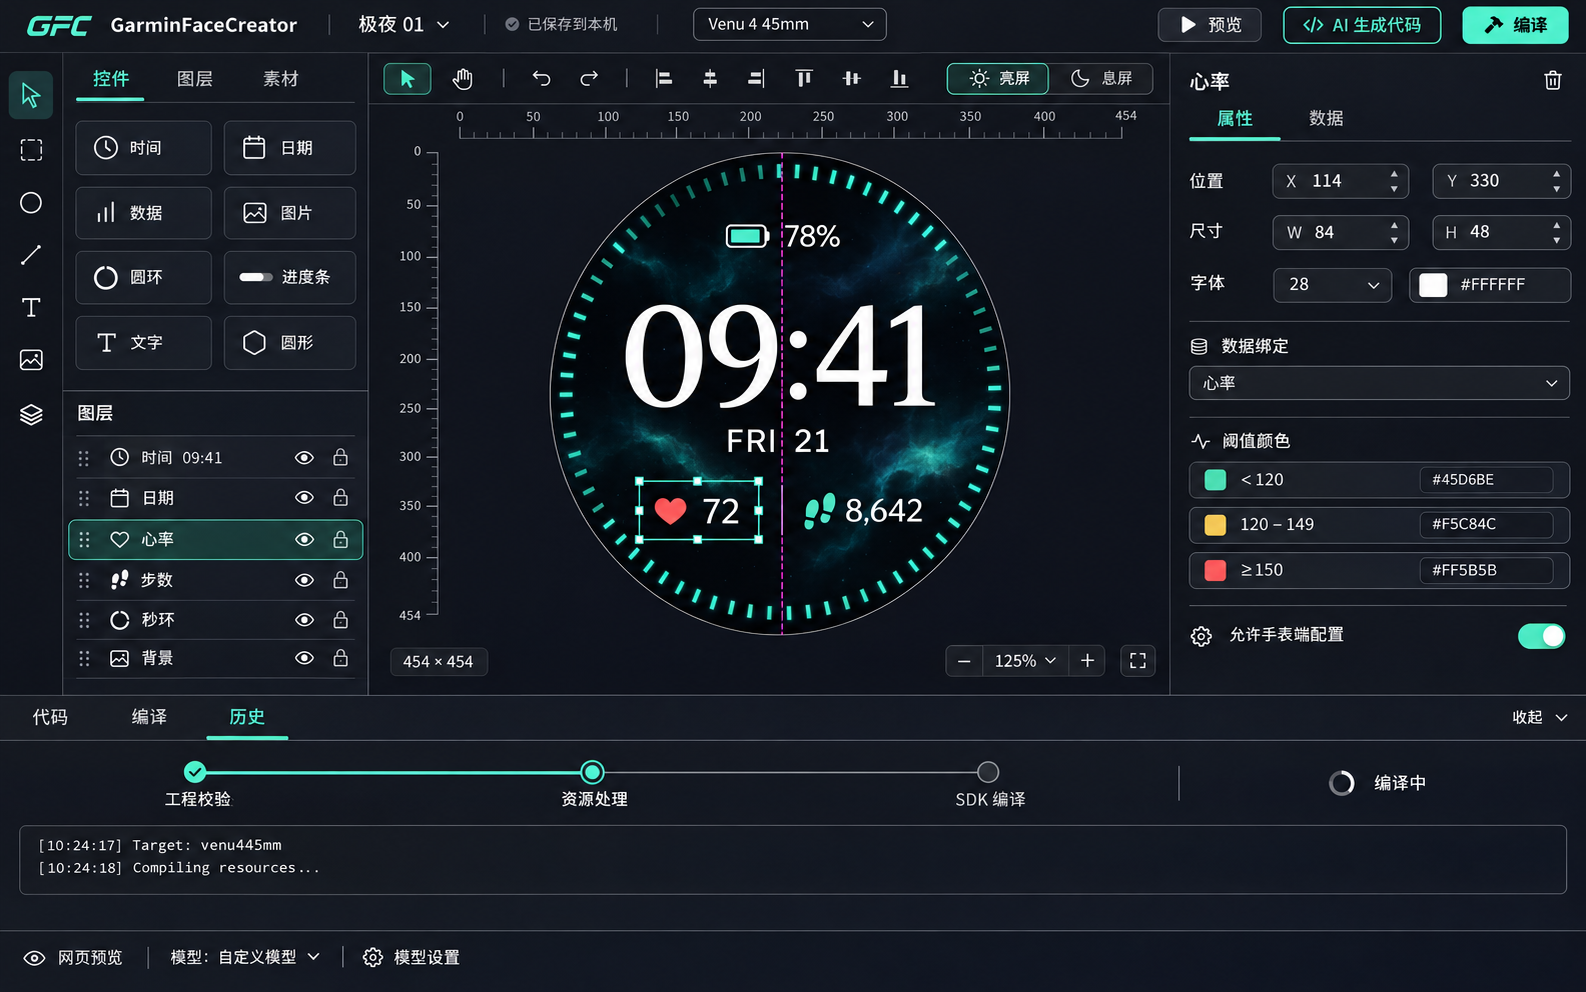 GFC GarminFaceCreator 极夜 01 已保存到本机 Venu 4 45mm 预览 </> AI 生成代码 编译
控件 图层 素材
时间 日期
数据 图片
圆环 进度条
文字 圆形
图层
时间 09:41
日期
心率
步数
秒环
背景
亮屏 息屏
0 50 100 150 200 250 300 350 400 454
0
50
100
150
200
250
300
350
400
454
78%
09:41
FRI 21
72 8,642
454 × 454
125%
心率
属性 数据
位置 X 114 Y 330
尺寸 W 84 H 48
字体 28 #FFFFFF
数据绑定
心率
阈值颜色
< 120 #45D6BE
120 – 149 #F5C84C
≥ 150 #FF5B5B
允许手表端配置
代码 编译 历史 收起
工程校验 资源处理 SDK 编译 编译中
[10:24:17] Target: venu445mm
[10:24:18] Compiling resources...
网页预览 模型: 自定义模型 模型设置